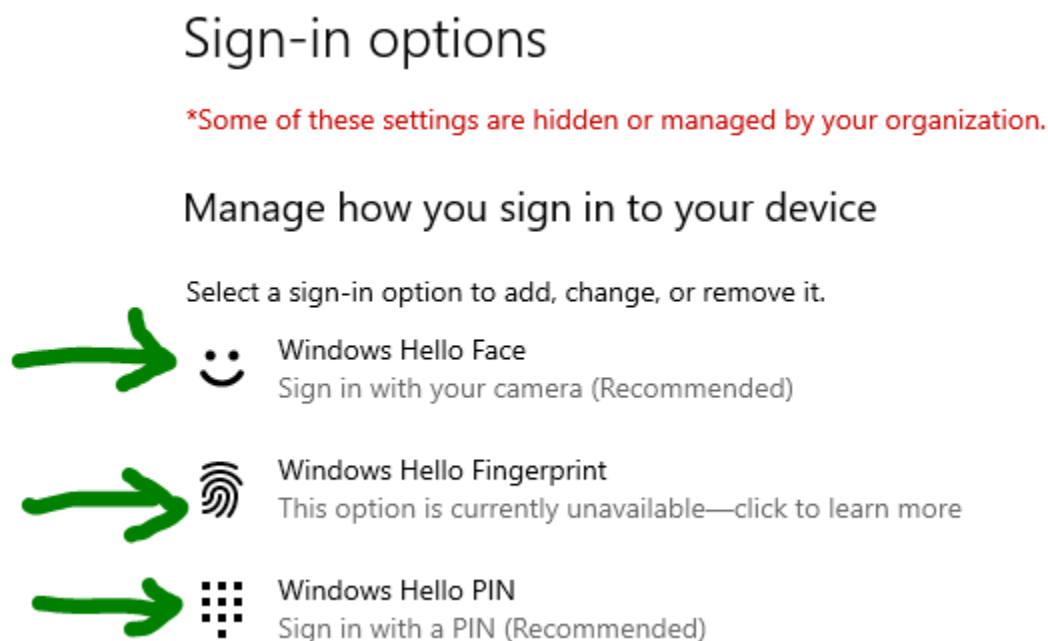 Sign-in options
*Some of these settings are hidden or managed by your organization.
Manage how you sign in to your device
Select a sign-in option to add, change, or remove it.
Windows Hello Face
Sign in with your camera (Recommended)
Windows Hello Fingerprint
This option is currently unavailable—click to learn more
Windows Hello PIN
Sign in with a PIN (Recommended)